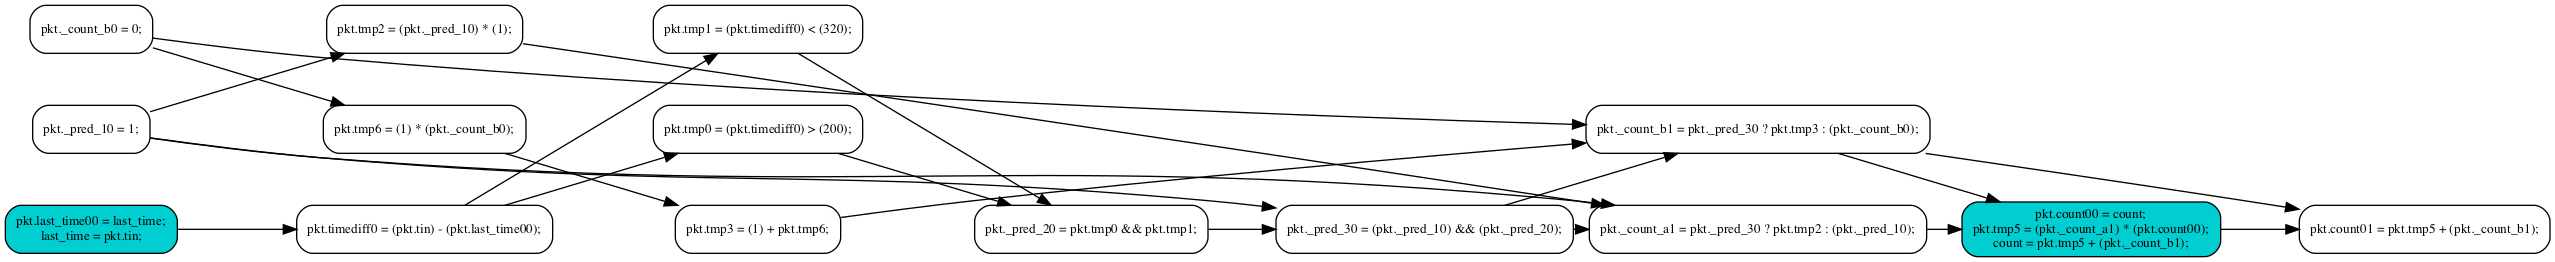 pkt._count_b0 = 0;
pkt.tmp2 = (pkt._pred_10) * (1);
pkt.tmp1 = (pkt.timediff0) < (320);
pkt._pred_10 = 1;
pkt.tmp6 = (1) * (pkt._count_b0);
pkt.tmp0 = (pkt.timediff0) > (200);
pkt._count_b1 = pkt._pred_30 ? pkt.tmp3 : (pkt._count_b0);
pkt.last_time00 = last_time;
last_time = pkt.tin;
pkt.timediff0 = (pkt.tin) - (pkt.last_time00);
pkt.tmp3 = (1) + pkt.tmp6;
pkt._pred_20 = pkt.tmp0 && pkt.tmp1;
pkt._pred_30 = (pkt._pred_10) && (pkt._pred_20);
pkt._count_a1 = pkt._pred_30 ? pkt.tmp2 : (pkt._pred_10);
pkt.count00 = count;
pkt.tmp5 = (pkt._count_a1) * (pkt.count00);
count = pkt.tmp5 + (pkt._count_b1);
pkt.count01 = pkt.tmp5 + (pkt._count_b1);